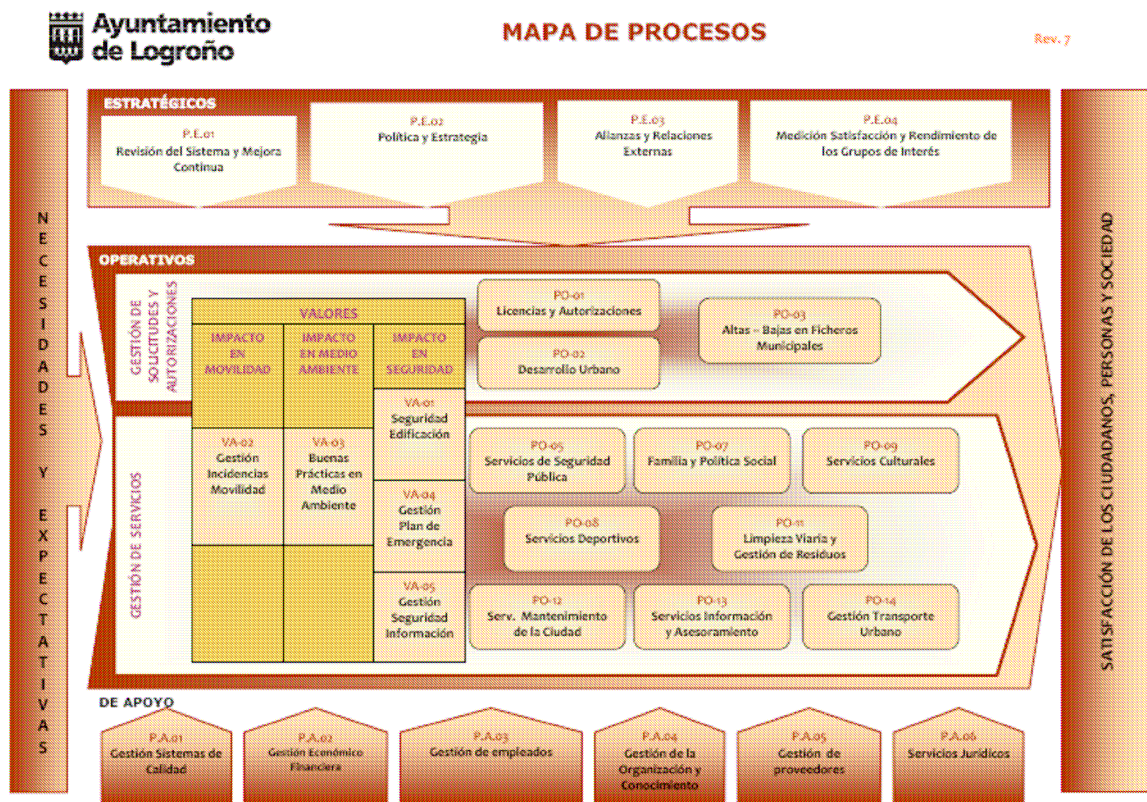 Ayuntamiento
de Logroño
MAPA DE PROCESOS
Rev. 7
NECESIDADES Y EXPECTATIVAS
ESTRATÉGICOS
P.E.01
Revisión del Sistema y Mejora
Continua
P.E.02
Política y Estrategia
P.E.03
Alianzas y Relaciones
Externas
P.E.04
Medición Satisfacción y Rendimiento de
los Grupos de Interés
OPERATIVOS
GESTIÓN DE
SOLICITUDES Y
AUTORIZACIONES
VALORES
IMPACTO
EN
MOVILIDAD
IMPACTO
EN MEDIO
AMBIENTE
IMPACTO
EN
SEGURIDAD
VA-01
Seguridad
Edificación
VA-02
Gestión
Incidencias
Movilidad
VA-03
Buenas
Prácticas en
Medio
Ambiente
VA-04
Gestión
Plan de
Emergencia
VA-05
Gestión
Seguridad
Información
PO-01
Licencias y Autorizaciones
PO-02
Desarrollo Urbano
PO-03
Altas – Bajas en Ficheros
Municipales
GESTIÓN DE SERVICIOS
PO-05
Servicios de Seguridad
Pública
PO-07
Familia y Política Social
PO-09
Servicios Culturales
PO-08
Servicios Deportivos
PO-11
Limpieza Viaria y
Gestión de Residuos
PO-12
Serv. Mantenimiento
de la Ciudad
PO-13
Servicios Información
y Asesoramiento
PO-14
Gestión Transporte
Urbano
SATISFACCIÓN DE LOS CIUDADANOS, PERSONAS Y SOCIEDAD
DE APOYO
P.A.01
Gestión Sistemas de
Calidad
P.A.02
Gestión Económico
Financiera
P.A.03
Gestión de empleados
P.A.04
Gestión de la
Organización y
Conocimiento
P.A.05
Gestión de
proveedores
P.A.06
Servicios Jurídicos